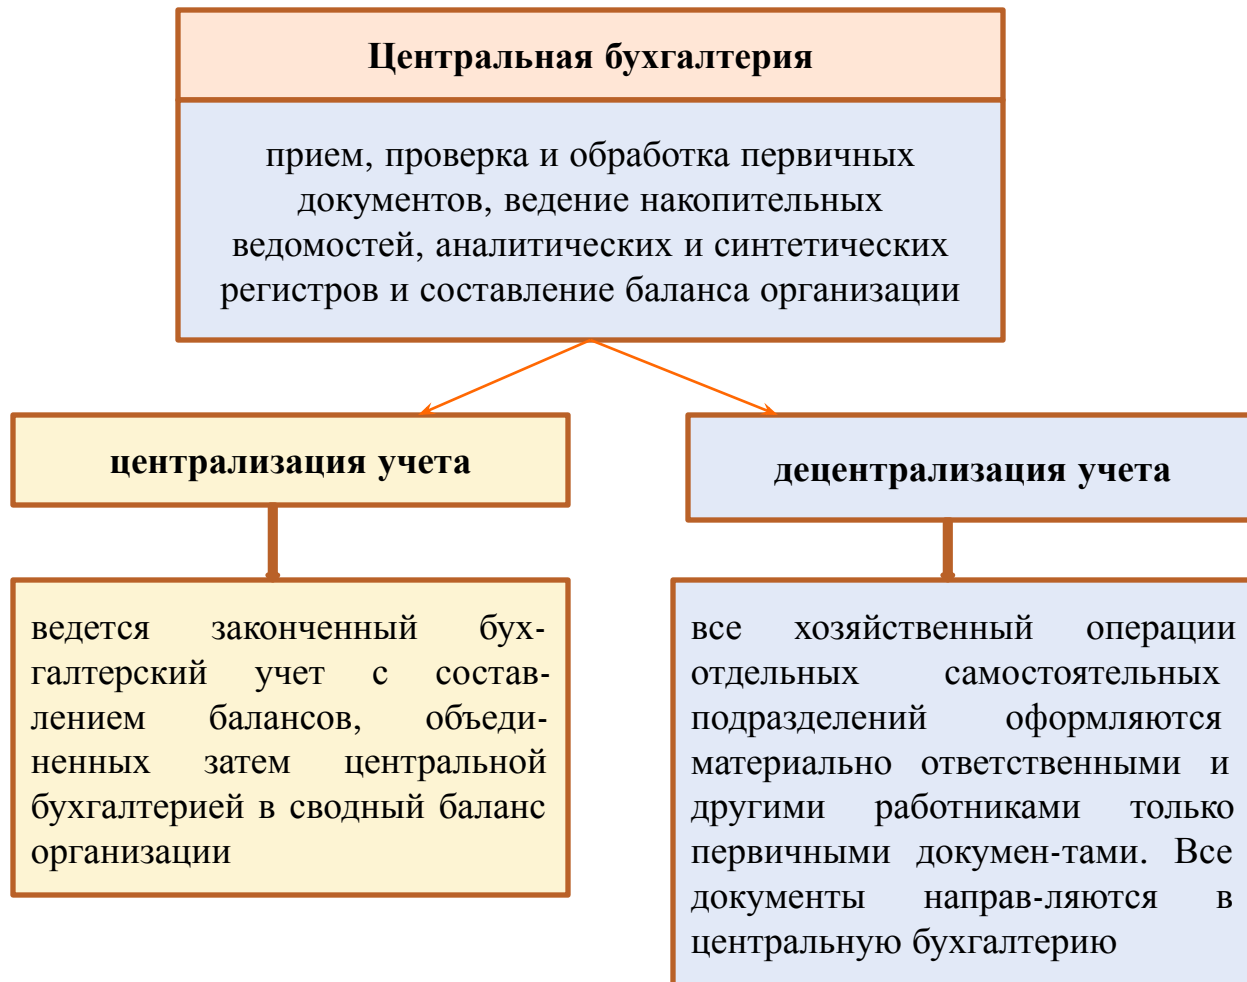 Центральная бухгалтерия
прием, проверка и обработка первичных
документов, ведение накопительных
ведомостей, аналитических и синтетических
регистров и составление баланса организации
централизация учета
ведется законченный бух-
галтерский учет с состав-
лением балансов, объеди-
ненных затем центральной
бухгалтерией в сводный баланс
организации
децентрализация учета
все хозяйственный операции
отдельных самостоятельных
подразделений оформляются
материально ответственными и
другими работниками только
первичными докумен-тами. Все
документы направ-ляются в
центральную бухгалтерию